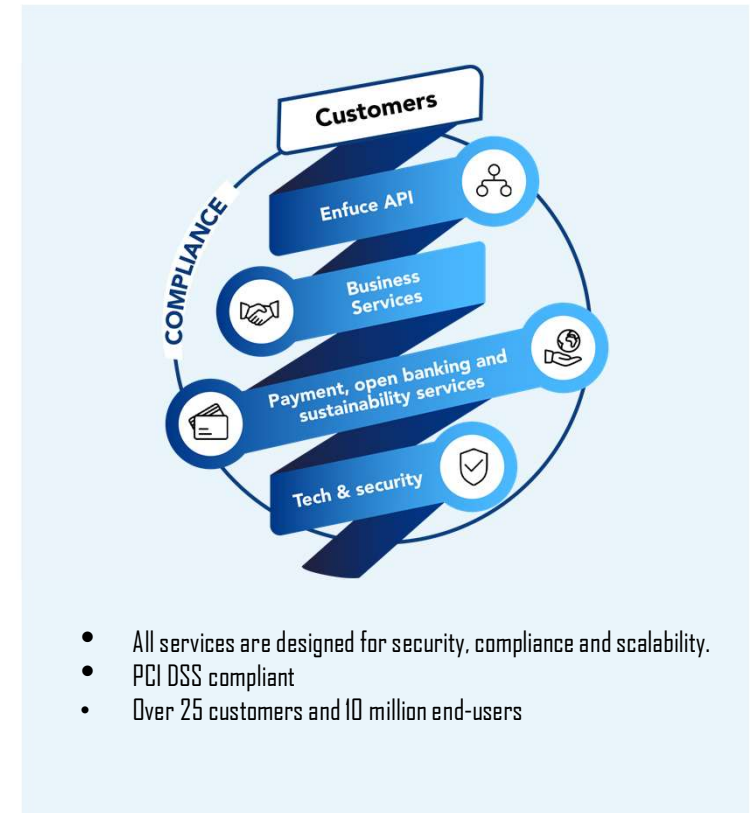 Customers
COMPLIANCE
Enfuce API
Business
Services
Payment, open banking and
sustainability services
Tech & security
• All services are designed for security, compliance and scalability.
• PCI DSS compliant
• Over 25 customers and 10 million end-users